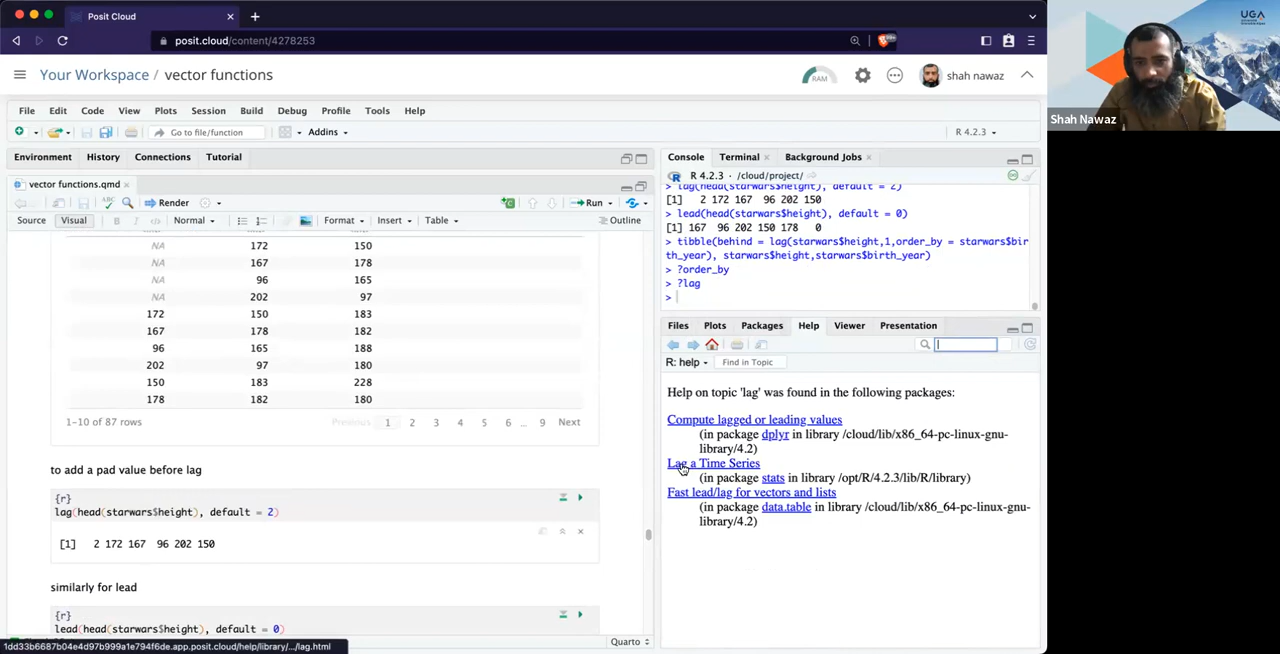 Posit Cloud
posit.cloud/content/4278253
Your Workspace / vector functions
RAM
shah nawaz
UGA
Shah Nawaz
File Edit Code View Plots Session Build Debug Profile Tools Help
Go to file/function
Addins
R 4.2.3
Environment History Connections Tutorial
vector functions.qmd
Render
Run
Source Visual B I Normal Format Insert Table Outline
NA 172 150
NA 167 178
NA 96 165
NA 202 97
172 150 183
167 178 182
96 165 188
202 97 180
150 183 228
178 182 180
1-10 of 87 rows
Previous 1 2 3 4 5 6 ... 9 Next
to add a pad value before lag
{r}
lag(head(starwars$height), default = 2)
[1] 2 172 167 96 202 150
similarly for lead
{r}
lead(head(starwars$height), default = 0)
Quarto
1dd33b6687b04e4d97b999a1e794f6de.app.posit.cloud/help/library/.../lag.html
Console Terminal Background Jobs
R 4.2.3 · /cloud/project/
> lag(head(starwars$height), default = 2)
[1] 2 172 167 96 202 150
> lead(head(starwars$height), default = 0)
[1] 167 96 202 150 178 0
> tibble(behind = lag(starwars$height,1,order_by = starwars$bir
th_year), starwars$height,starwars$birth_year)
> ?order_by
> ?lag
>
Files Plots Packages Help Viewer Presentation
R: help
Find in Topic
Help on topic 'lag' was found in the following packages:
Compute lagged or leading values
(in package dplyr in library /cloud/lib/x86_64-pc-linux-gnu-
library/4.2)
Lag a Time Series
(in package stats in library /opt/R/4.2.3/lib/R/library)
Fast lead/lag for vectors and lists
(in package data.table in library /cloud/lib/x86_64-pc-linux-gnu-
library/4.2)